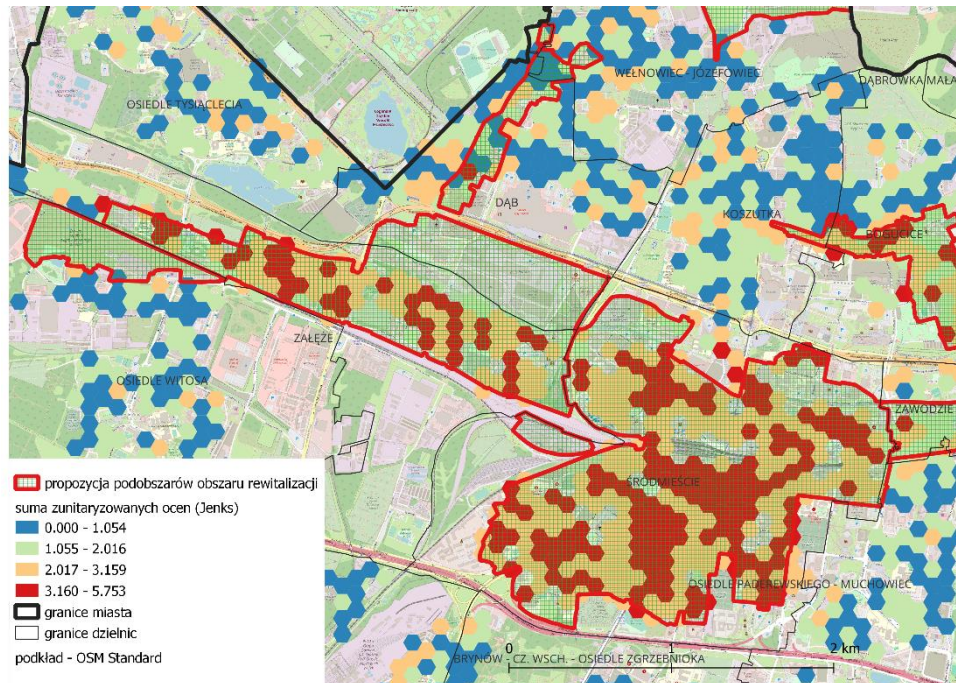 WEŁNOWIEC - JÓZEFOWIEC
DĄBRÓWKA MAŁA
OSIEDLE TYSIĄCLECIA
DĄB
KOSZUTKA
BOGUCICE
ZAŁĘŻE
OSIEDLE WITOSA
ZAWODZIE
ŚRÓDMIEŚCIE
OSIEDLE PADEREWSKIEGO - MUCHOWIEC
propozycja podobszarów obszaru rewitalizacji
suma zunitaryzowanych ocen (Jenks)
0.000 - 1.054
1.055 - 2.016
2.017 - 3.159
3.160 - 5.753
granice miasta
granice dzielnic
podkład - OSM Standard
0 1 2 km
BRYNÓW - CZ. WSCH. - OSIEDLE ZGRZEBNIOKA